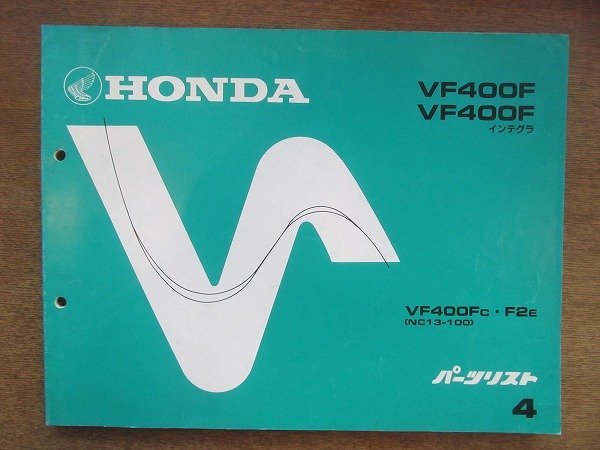 HONDA
VF400F
VF400F
インテグラ
VF400Fc・F2E
(NC13-100)
パーツリスト
4